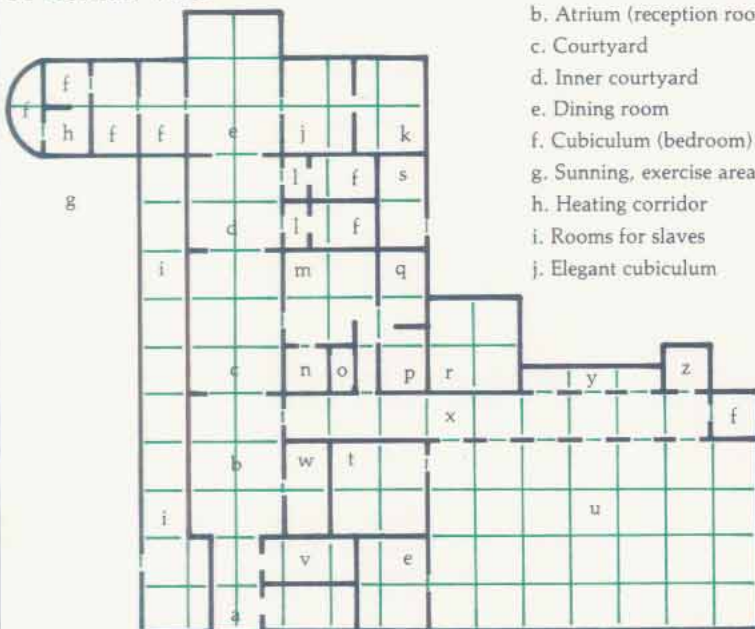 b. Atrium (reception
c. Courtyard
d. Inner courtyard
e. Dining room
f. Cubiculum (bedroom)
g. Sunning, exercise area
h. Heating corridor
i. Rooms for slaves
j. Elegant cubiculum
f
f
h f f e j k
l f s
g
l f
d
i m q
c n o p r y z
x f
b w t
i u
v e
a